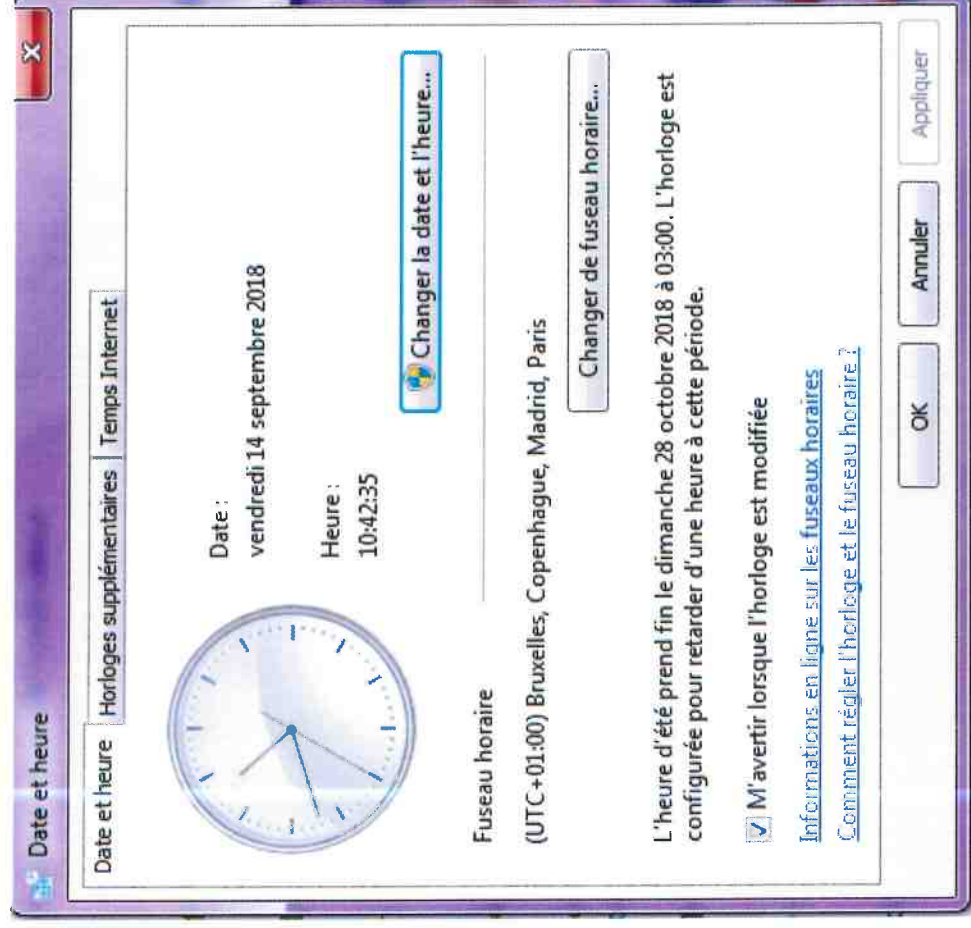 Date et heure
x
Date et heure
Horloges supplémentaires
Temps Internet
Date :
vendredi 14 septembre 2018
Heure :
10:42:35
Changer la date et l'heure...
Fuseau horaire
(UTC+01:00) Bruxelles, Copenhague, Madrid, Paris
Changer de fuseau horaire...
L'heure d'été prend fin le dimanche 28 octobre 2018 à 03:00. L'horloge est
configurée pour retarder d'une heure à cette période.
M'avertir lorsque l'horloge est modifiée
Informations en ligne sur les fuseaux horaires
Comment régler l'horloge et le fuseau horaire ?
OK
Annuler
Appliquer